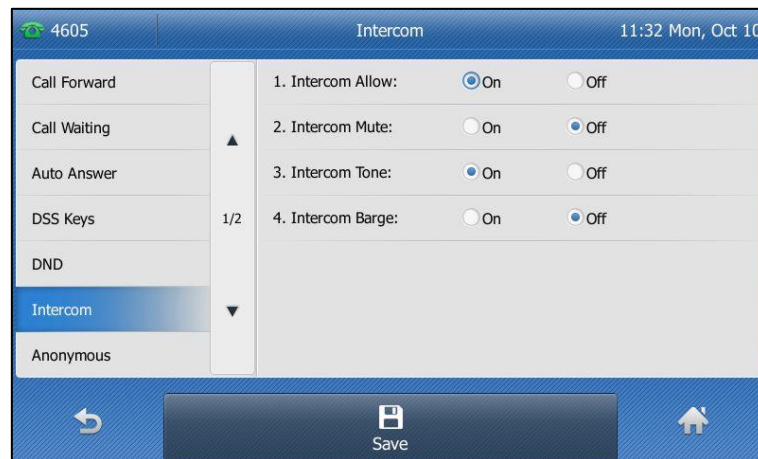 4605 Intercom 11:32 Mon, Oct 10
Call Forward 1. Intercom Allow: On Off
Call Waiting 2. Intercom Mute: On Off
Auto Answer 3. Intercom Tone: On Off
DSS Keys 1/2 4. Intercom Barge: On Off
DND
Intercom
Anonymous
Save